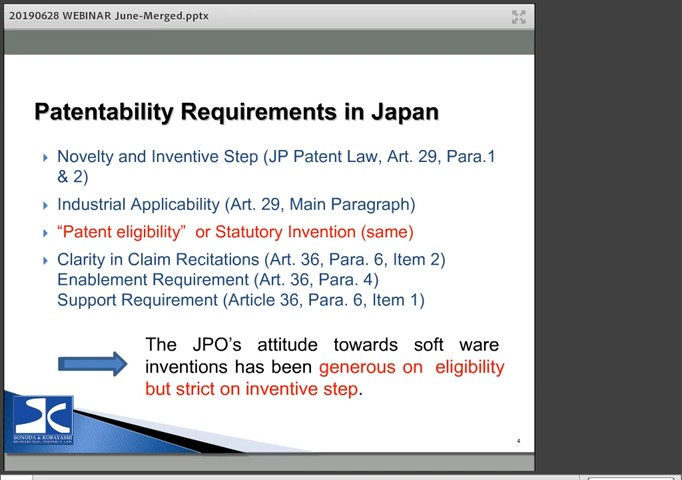 20190628 WEBINAR June-Merged.pptx
Patentability Requirements in Japan
Novelty and Inventive Step (JP Patent Law, Art. 29, Para.1
& 2)
Industrial Applicability (Art. 29, Main Paragraph)
“Patent eligibility” or Statutory Invention (same)
Clarity in Claim Recitations (Art. 36, Para. 6, Item 2)
Enablement Requirement (Art. 36, Para. 4)
Support Requirement (Article 36, Para. 6, Item 1)
The JPO’s attitude towards soft ware
inventions has been generous on eligibility
but strict on inventive step.
SONODA & KOBAYASHI
INTELLECTUAL PROPERTY LAW
4